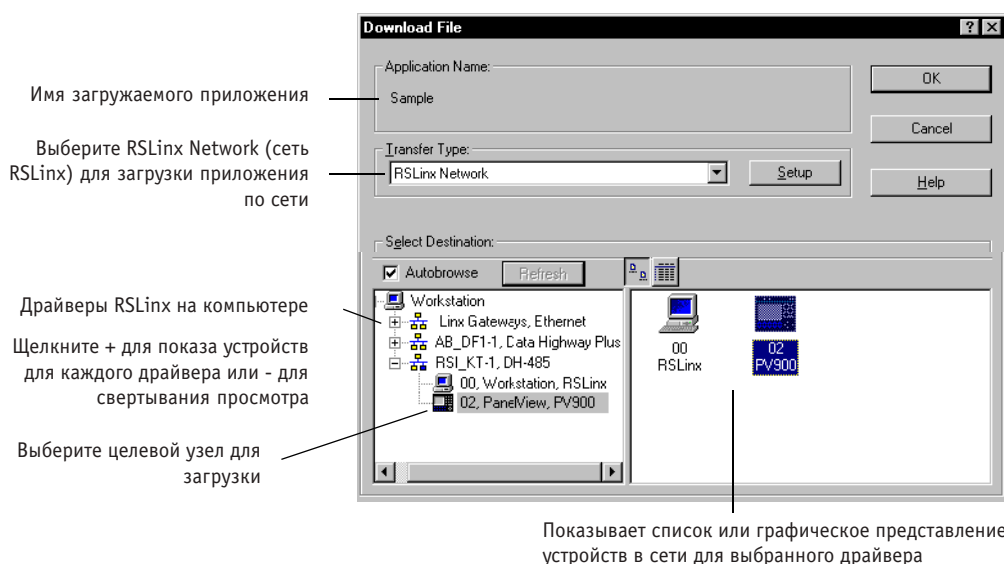 Download File
Application Name:
Sample
OK
Cancel
Help
Transfer Type:
RSLinx Network
Setup
Select Destination:
Autobrowse
Refresh
Workstation
Linx Gateways, Ethernet
AB_DF1-1, Data Highway Plus
RSI_KT-1, DH-485
00, Workstation, RSLinx
02, PanelView, PV900
00
RSLinx
02
PV900
Имя загружаемого приложения
Выберите RSLinx Network (сеть
RSLinx) для загрузки приложения
по сети
Драйверы RSLinx на компьютере
Щелкните + для показа устройств
для каждого драйвера или - для
свертывания просмотра
Выберите целевой узел для
загрузки
Показывает список или графическое представление
устройств в сети для выбранного драйвера